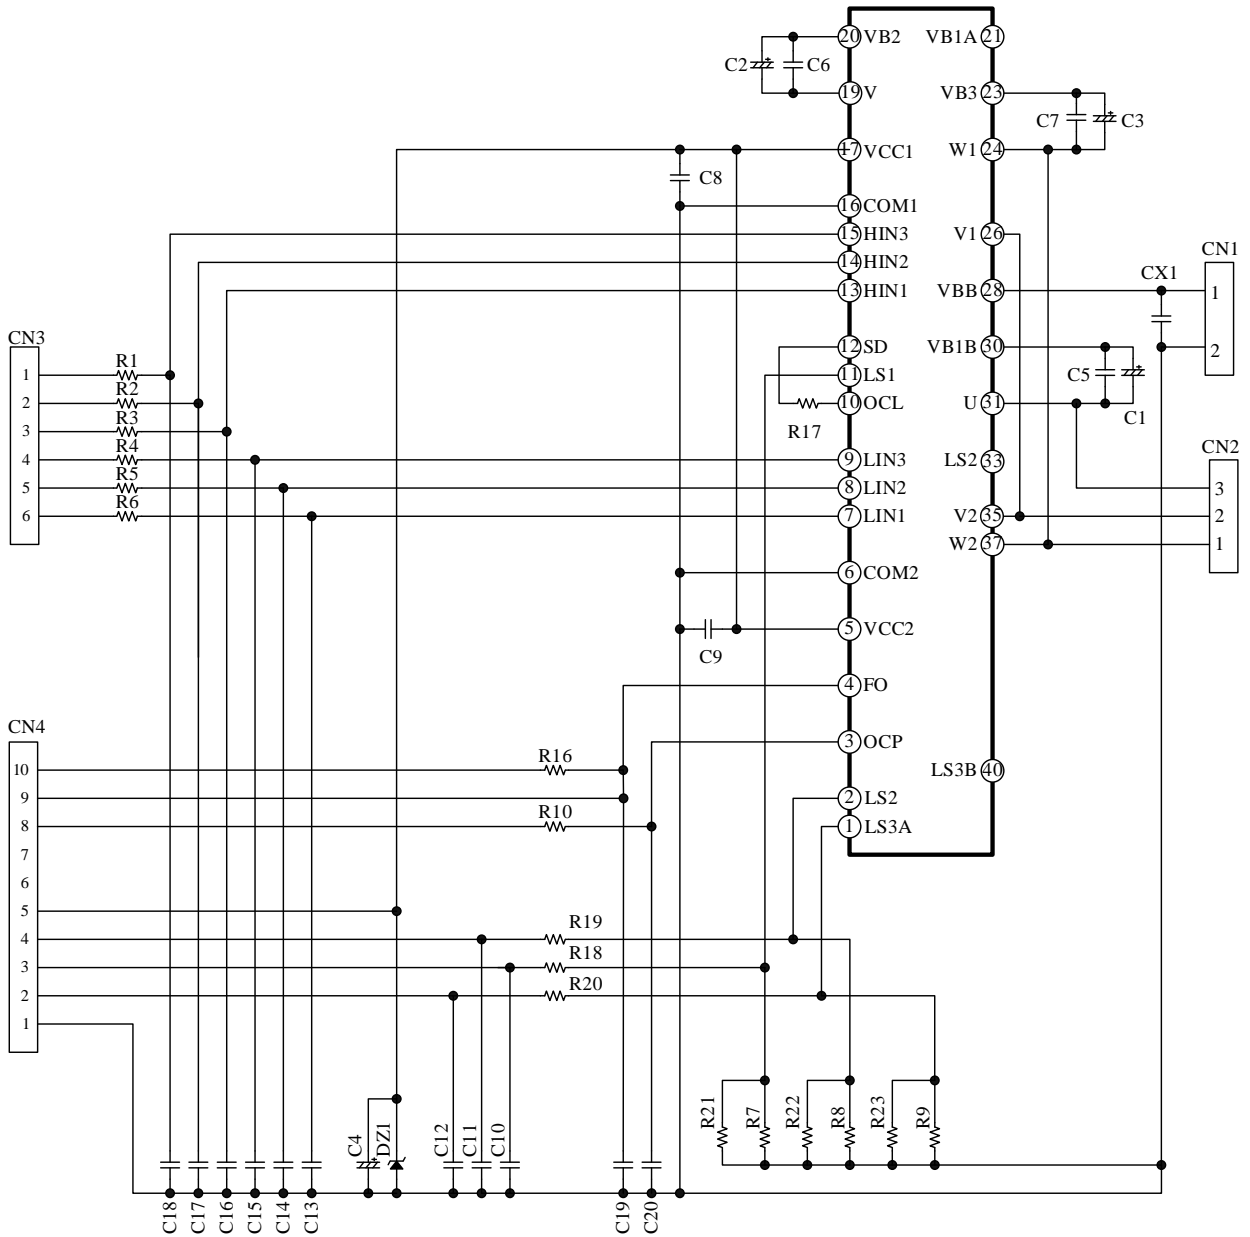 20 VB2 VB1A 21
C2 C6
19 V VB3 23
C7 C3
17 VCC1 W1 24
C8
16 COM1
15 HIN3 V1 26
CN1
14 HIN2
CX1
13 HIN1 VBB 28 1
CN3
12 SD VB1B 30 2
1 R1 11 LS1 C5
2 R2 10 OCL U 31
R17 C1
3 R3
4 R4 9 LIN3 LS2 33 CN2
5 R5 8 LIN2 3
6 R6 7 LIN1 V2 35 2
W2 37 1
6 COM2
5 VCC2
C9
4 FO
CN4
3 OCP
10 R16 LS3B 40
9 2 LS2
8 R10 1 LS3A
7
6
5
4 R19
3 R18
2 R20
1
C4 DZ1 C12 C11 C10 R21 R7 R22 R8 R23 R9
C18 C17 C16 C15 C14 C13 C19 C20